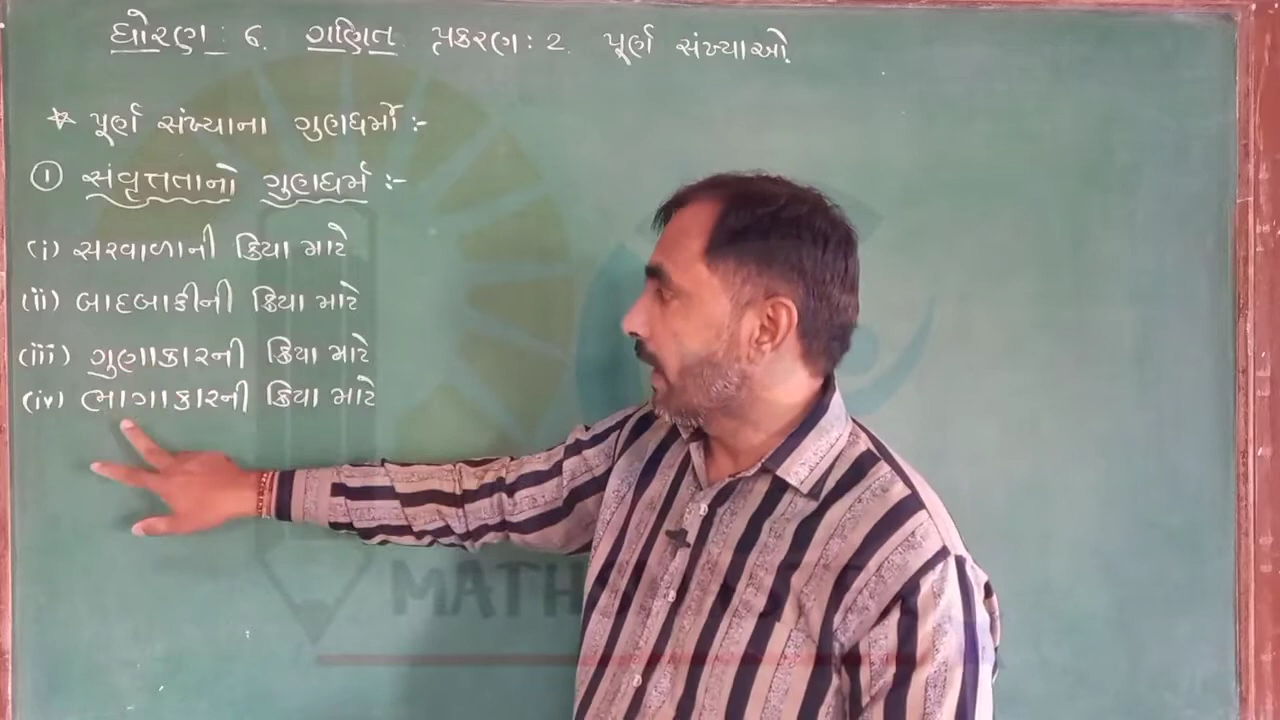 ધોરણ : 6. ગણિત પ્રકરણ : 2. પૂર્ણ સંખ્યાઓ.
☆ પૂર્ણ સંખ્યાના ગુણધર્મો :-
① સંવૃત્તતાનો ગુણધર્મ :-
(i) સરવાળાની ક્રિયા માટે
(ii) બાદબાકીની ક્રિયા માટે
(iii) ગુણાકારની ક્રિયા માટે
(iv) ભાગાકારની ક્રિયા માટે
MATH